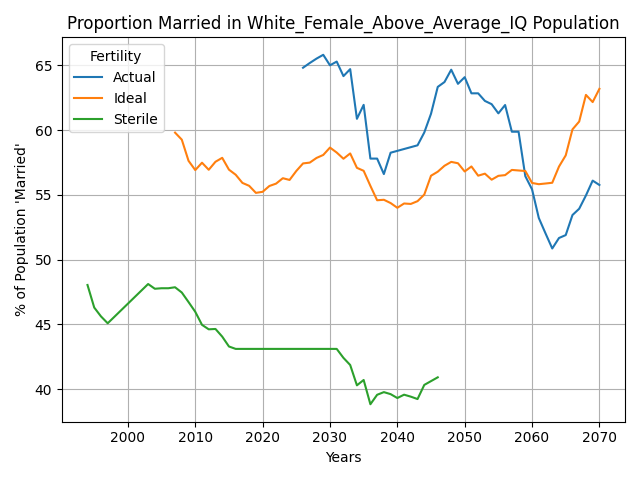 Proportion Married in White_Female_Above_Average_IQ Population
Fertility
Actual
Ideal
Sterile
% of Population 'Married'
65
60
55
50
45
40
2000 2010 2020 2030 2040 2050 2060 2070
Years